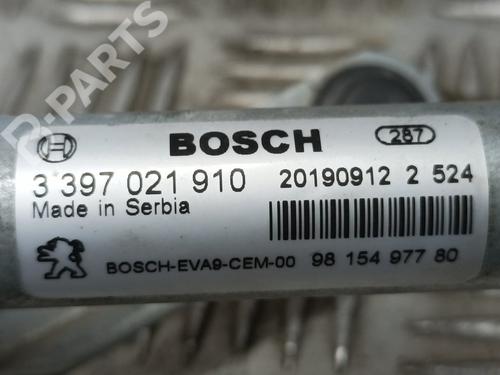 B-PARTS
BOSCH 287
3 397 021 910 20190912 2 524
Made in Serbia
BOSCH-EVA9-CEM-00 98 154 977 80